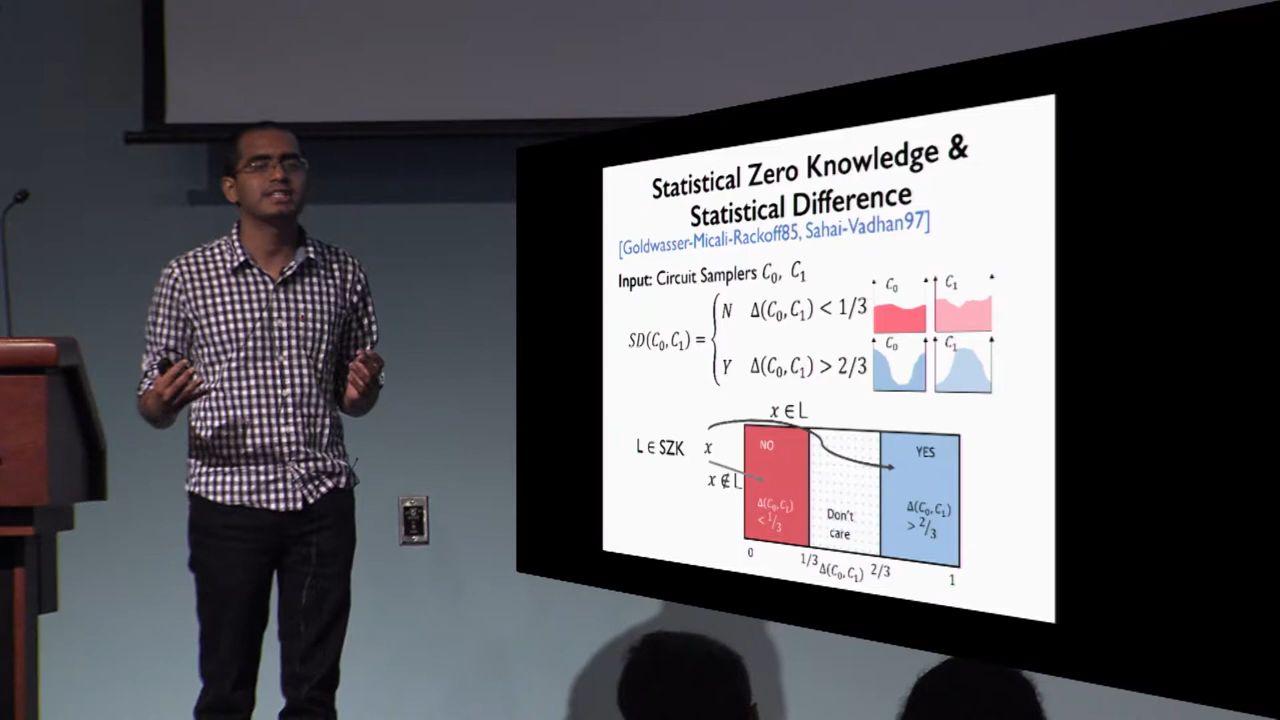 Statistical Zero Knowledge &
Statistical Difference
[Goldwasser-Micali-Rackoff85, Sahai-Vadhan97]
Input: Circuit Samplers C₀, C₁
SD(C₀,C₁) =
N Δ(C₀,C₁) < 1/3
Y Δ(C₀,C₁) > 2/3
C₀ C₁
C₀ C₁
x ∈ L
L ∈ SZK x
x ∉ L
NO
YES
Δ(C₀,C₁)
< 1/3
Don't
care
Δ(C₀,C₁)
> 2/3
0 1/3 Δ(C₀,C₁) 2/3 1